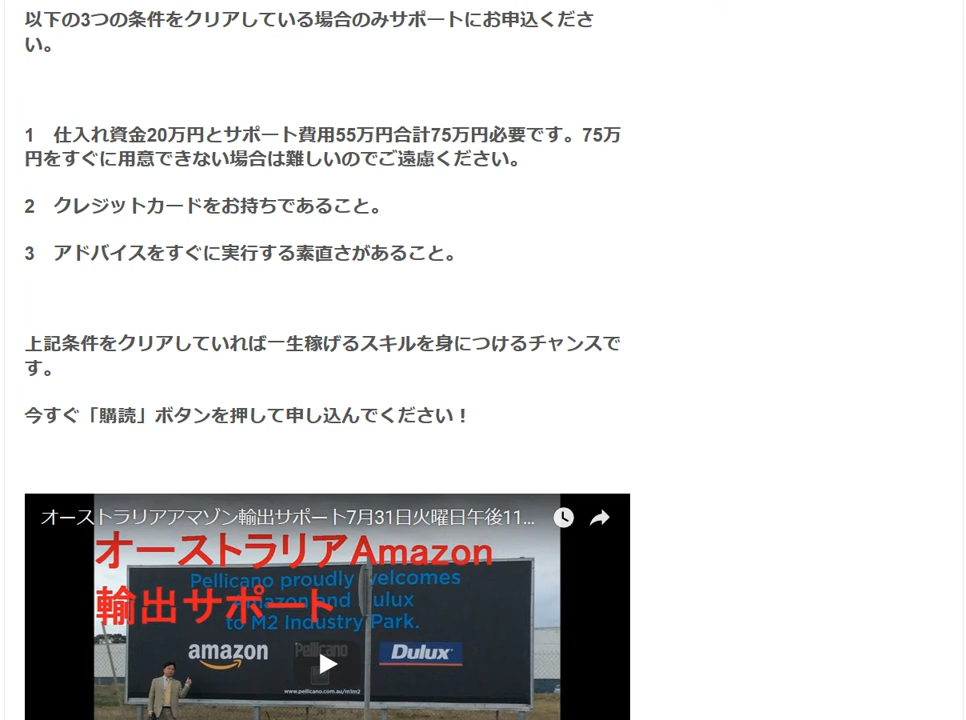 以下の3つの条件をクリアしている場合のみサポートにお申込くださ
い。
1　仕入れ資金20万円とサポート費用55万円合計75万円必要です。75万
円をすぐに用意できない場合は難しいのでご遠慮ください。
2　クレジットカードをお持ちであること。
3　アドバイスをすぐに実行する素直さがあること。
上記条件をクリアしていれば一生稼げるスキルを身につけるチャンスで
す。
今すぐ「購読」ボタンを押して申し込んでください！
オーストラリアアマゾン輸出サポート7月31日火曜日午後11...
オーストラリアAmazon
Pellicano proudly welcomes
輸出サポート
Amazon and Dulux
to M2 Industry Park.
amazon
Pellicano
Dulux
www.pellicano.com.au/m1m2